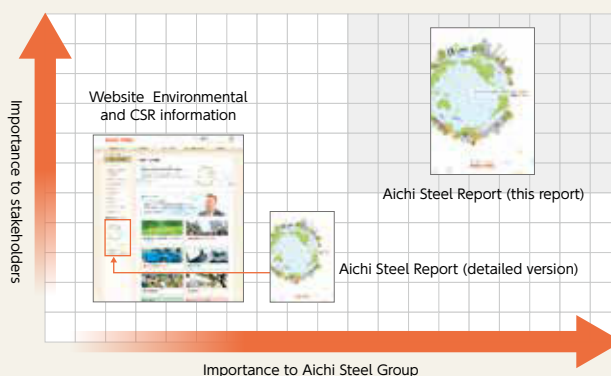 Importance to stakeholders
Website Environmental
and CSR information
Aichi Steel Report (this report)
Aichi Steel Report (detailed version)
Importance to Aichi Steel Group